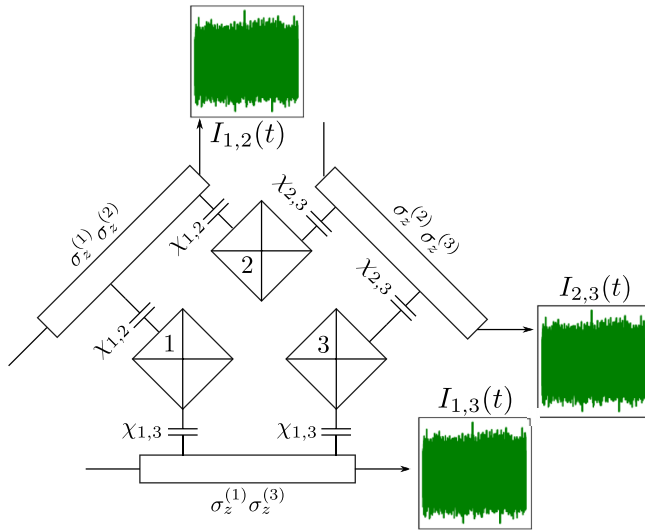 I_{1,2}(t)
χ_{2,3}
σ_z^{(1)} σ_z^{(2)}
χ_{1,2}
σ_z^{(2)} σ_z^{(3)}
2
χ_{2,3}
I_{2,3}(t)
χ_{1,2}
1
3
I_{1,3}(t)
χ_{1,3}
χ_{1,3}
σ_z^{(1)} σ_z^{(3)}